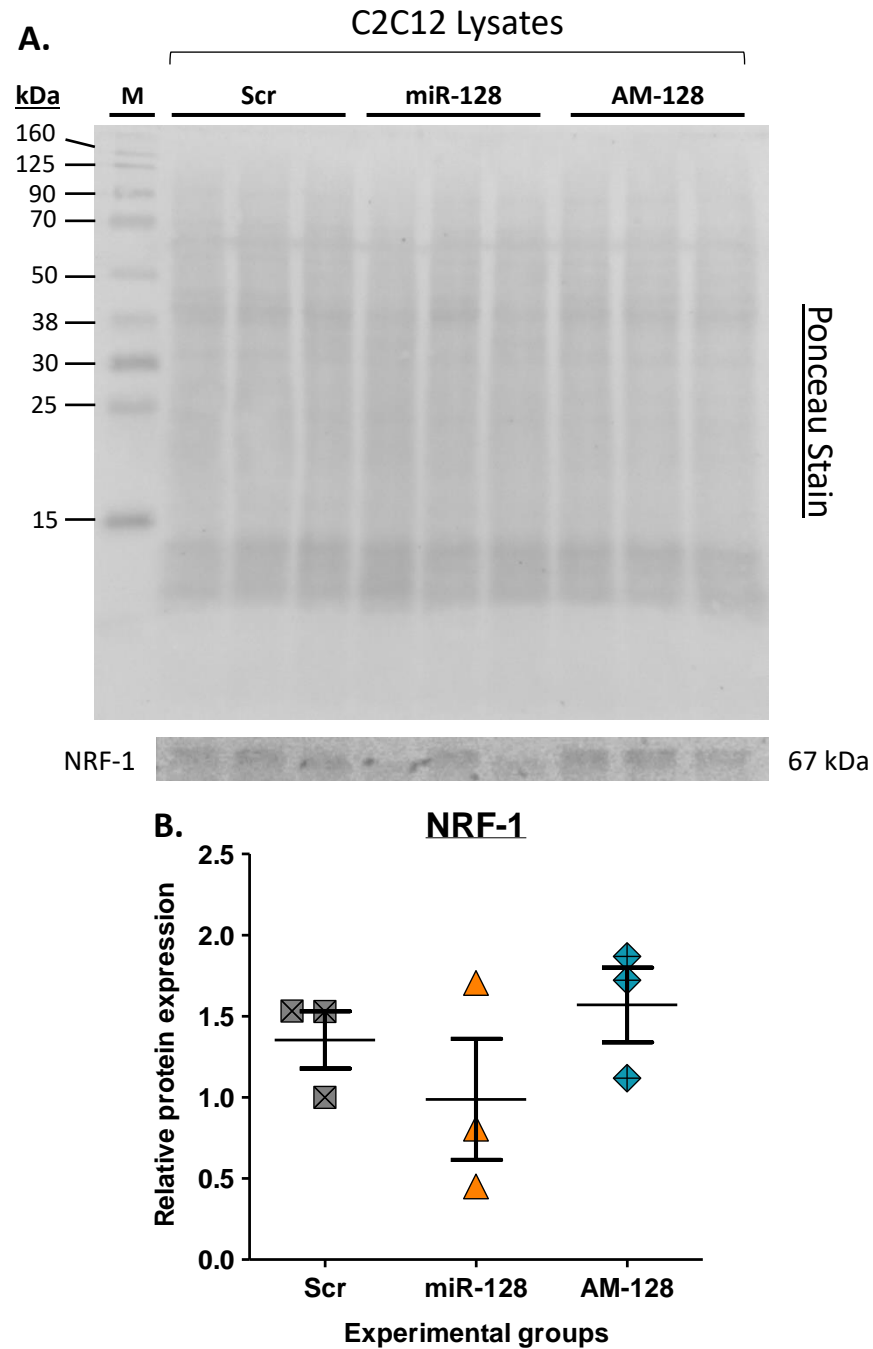 A.
C2C12 Lysates
kDa M Scr miR-128 AM-128
160
125
90
70
50
38
30
25
15
Ponceau Stain
NRF-1 67 kDa
B.
NRF-1
2.5
2.0
1.5
1.0
0.5
0.0
Relative protein expression
Scr miR-128 AM-128
Experimental groups